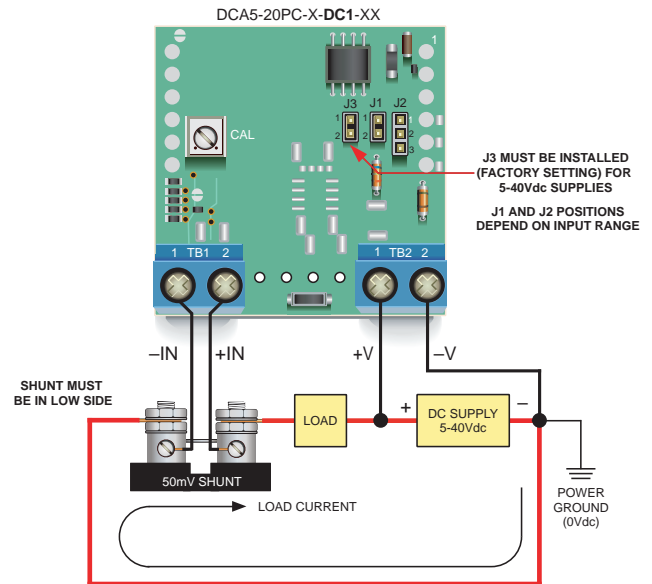 DCA5-20PC-X-DC1-XX
1
J3 J1 J2
1 1 1
2 2 2
3
CAL
J3 MUST BE INSTALLED
(FACTORY SETTING) FOR
5-40Vdc SUPPLIES
J1 AND J2 POSITIONS
DEPEND ON INPUT RANGE
1 TB1 2
1 TB2 2
–IN +IN
+V –V
SHUNT MUST
BE IN LOW SIDE
LOAD
+ DC SUPPLY –
5-40Vdc
50mV SHUNT
LOAD CURRENT
POWER
GROUND
(0Vdc)